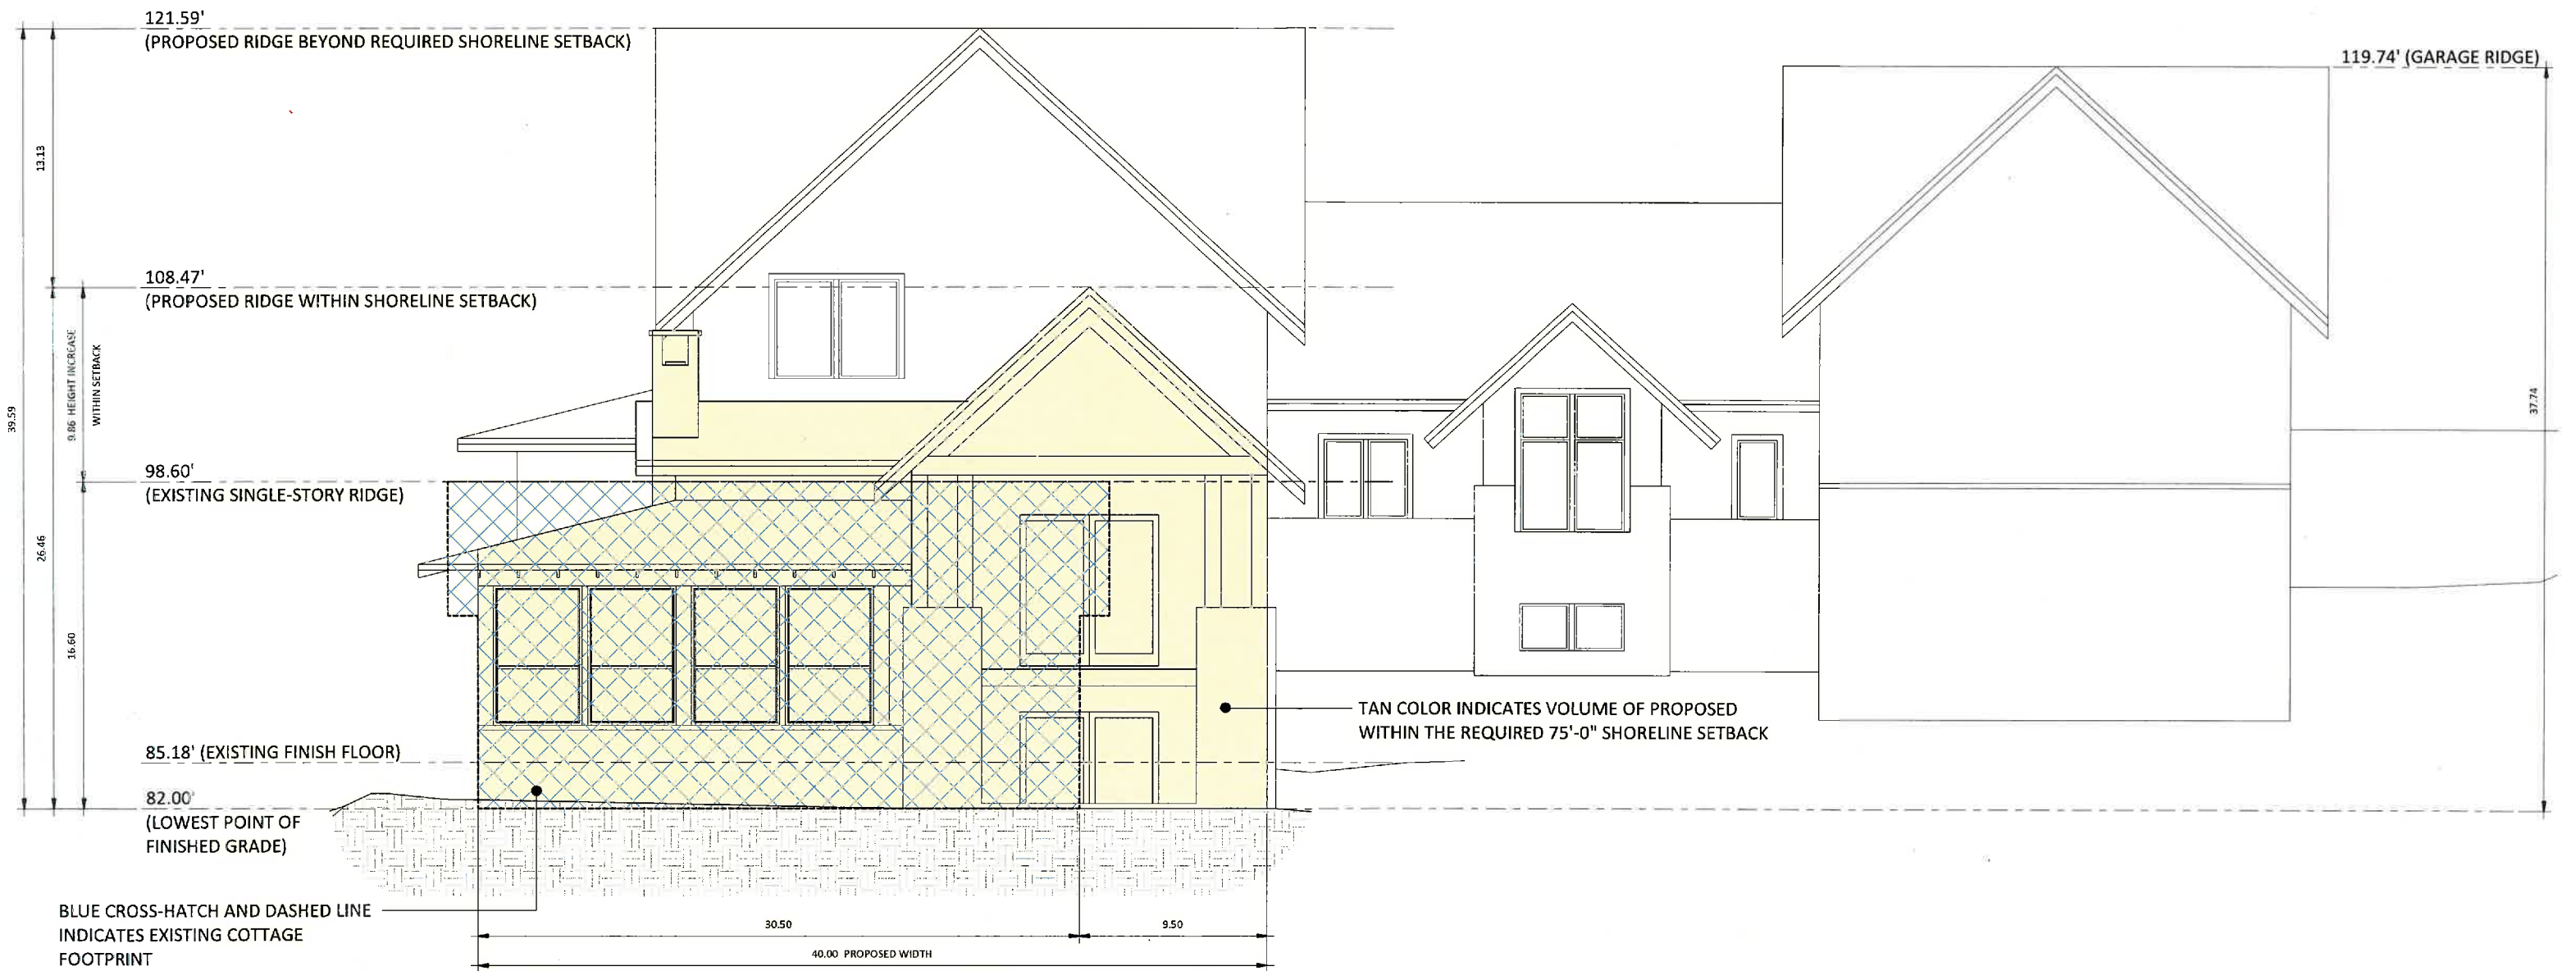 121.59'
(PROPOSED RIDGE BEYOND REQUIRED SHORELINE SETBACK)
119.74' (GARAGE RIDGE)
13.13
108.47'
(PROPOSED RIDGE WITHIN SHORELINE SETBACK)
9.86 HEIGHT INCREASE
WITHIN SETBACK
39.59
37.74
98.60'
(EXISTING SINGLE-STORY RIDGE)
26.46
16.60
TAN COLOR INDICATES VOLUME OF PROPOSED
WITHIN THE REQUIRED 75'-0" SHORELINE SETBACK
85.18' (EXISTING FINISH FLOOR)
82.00'
(LOWEST POINT OF
FINISHED GRADE)
BLUE CROSS-HATCH AND DASHED LINE
INDICATES EXISTING COTTAGE
FOOTPRINT
30.50
9.50
40.00 PROPOSED WIDTH